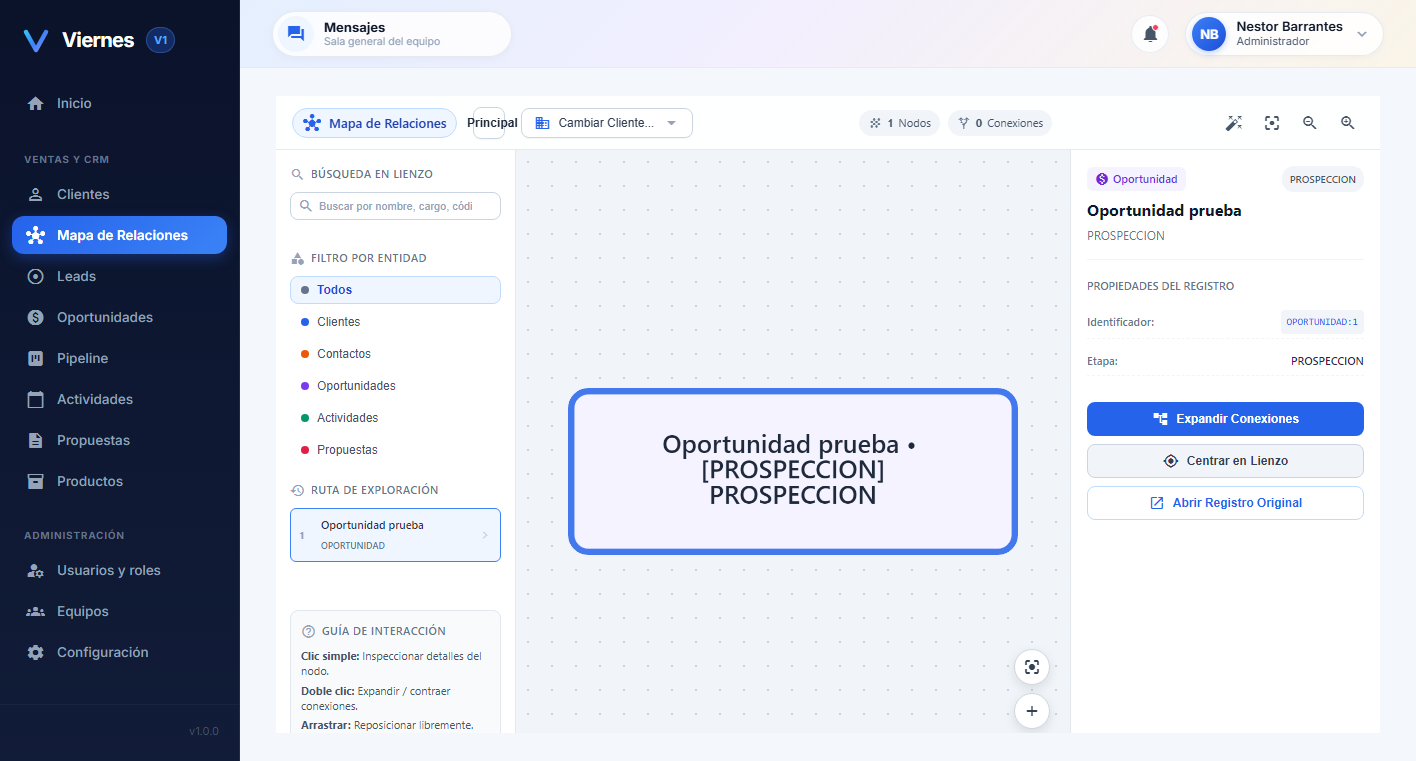 Viernes V1
Inicio
VENTAS Y CRM
Clientes
Mapa de Relaciones
Leads
Oportunidades
Pipeline
Actividades
Propuestas
Productos
ADMINISTRACIÓN
Usuarios y roles
Equipos
Configuración
v1.0.0
Mensajes
Sala general del equipo
NB
Nestor Barrantes
Administrador
Mapa de Relaciones
Principal
Cambiar Cliente...
1 Nodos
0 Conexiones
BÚSQUEDA EN LIENZO
Buscar por nombre, cargo, códi
FILTRO POR ENTIDAD
Todos
Clientes
Contactos
Oportunidades
Actividades
Propuestas
RUTA DE EXPLORACIÓN
1
Oportunidad prueba
OPORTUNIDAD
GUÍA DE INTERACCIÓN
Clic simple: Inspeccionar detalles del
nodo.
Doble clic: Expandir / contraer
conexiones.
Arrastrar: Reposicionar libremente.
Oportunidad prueba •
[PROSPECCION]
PROSPECCION
Oportunidad
PROSPECCION
Oportunidad prueba
PROSPECCION
PROPIEDADES DEL REGISTRO
Identificador:
OPORTUNIDAD:1
Etapa:
PROSPECCION
Expandir Conexiones
Centrar en Lienzo
Abrir Registro Original